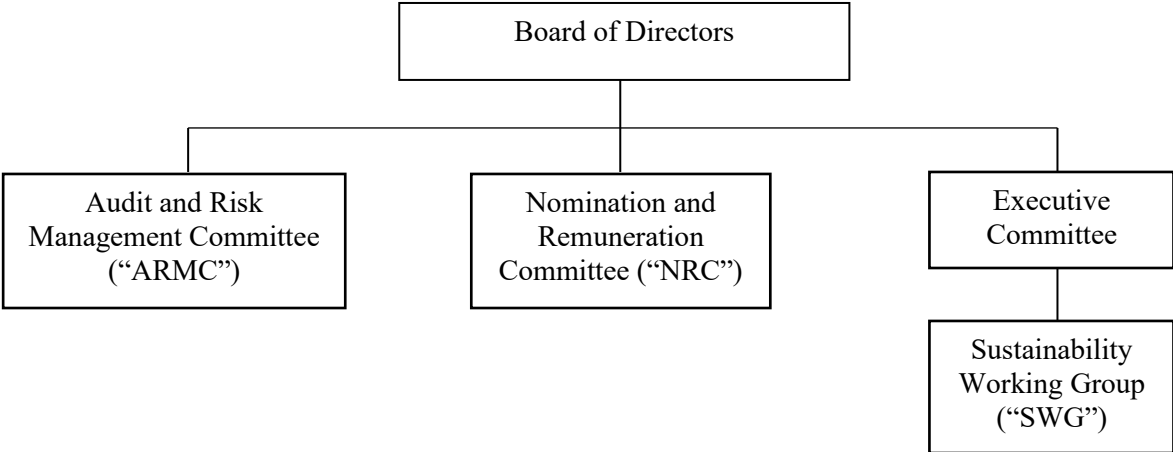 Board of Directors
Audit and Risk
Management Committee
(“ARMC”)
Nomination and
Remuneration
Committee (“NRC”)
Executive
Committee
Sustainability
Working Group
(“SWG”)